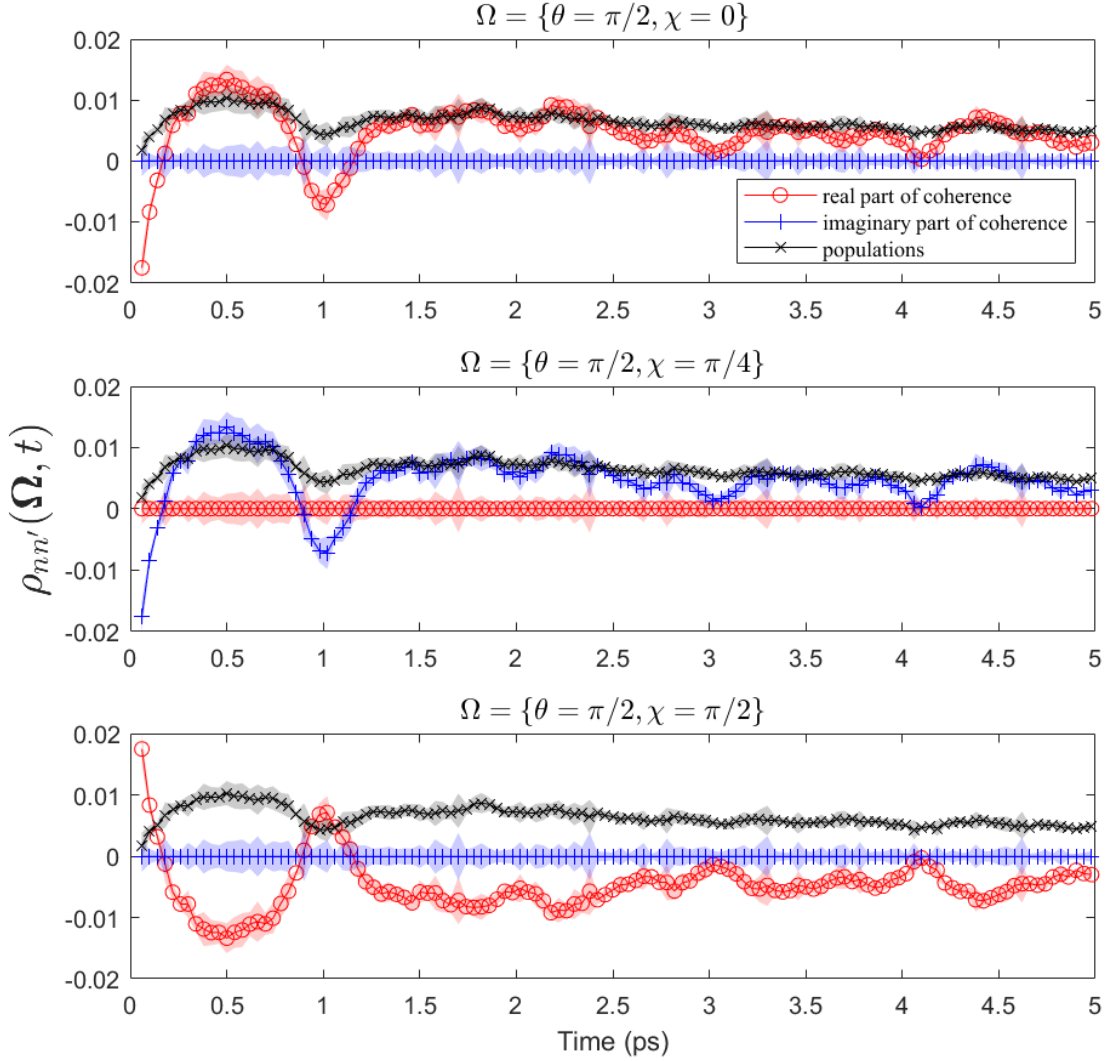 Ω = {θ = π/2, χ = 0}
0.02
0.01
0
-0.01
-0.02
real part of coherence
imaginary part of coherence
populations
0 0.5 1 1.5 2 2.5 3 3.5 4 4.5 5
Ω = {θ = π/2, χ = π/4}
0.02
0.01
0
-0.01
-0.02
0 0.5 1 1.5 2 2.5 3 3.5 4 4.5 5
ρnn′(Ω, t)
Ω = {θ = π/2, χ = π/2}
0.02
0.01
0
-0.01
-0.02
0 0.5 1 1.5 2 2.5 3 3.5 4 4.5 5
Time (ps)